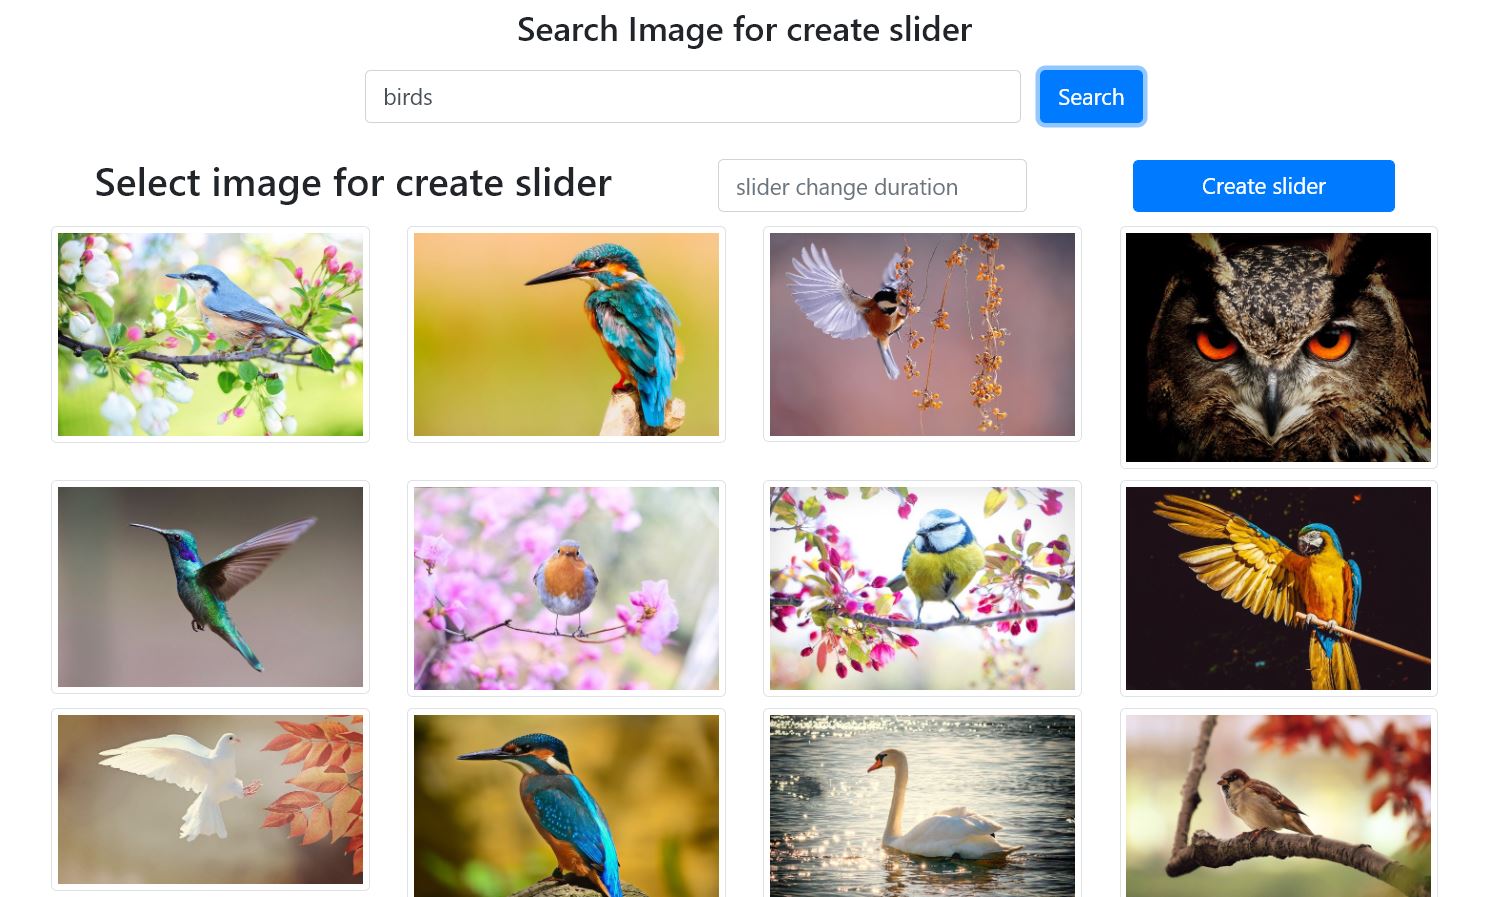 Search Image for create slider
birds
Search
Select image for create slider
slider change duration
Create slider